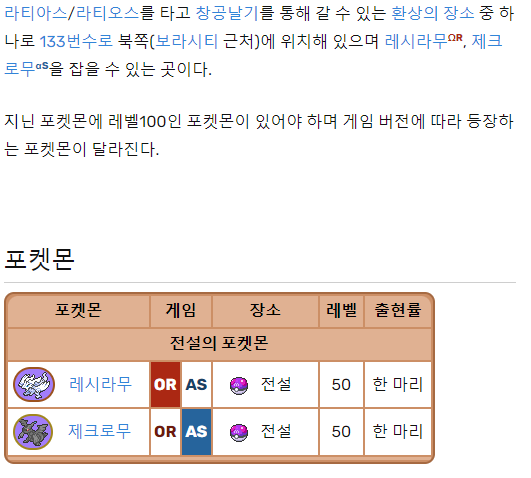 라티아스/라티오스를 타고 창공날기를 통해 갈 수 있는 환상의 장소 중 하
나로 133번수로 북쪽(보라시티 근처)에 위치해 있으며 레시라무ΩR, 제크
로무αS을 잡을 수 있는 곳이다.
지닌 포켓몬에 레벨100인 포켓몬이 있어야 하며 게임 버전에 따라 등장하
는 포켓몬이 달라진다.
포켓몬
포켓몬 게임 장소 레벨 출현률
전설의 포켓몬
레시라무 OR AS 전설 50 한 마리
제크로무 OR AS 전설 50 한 마리